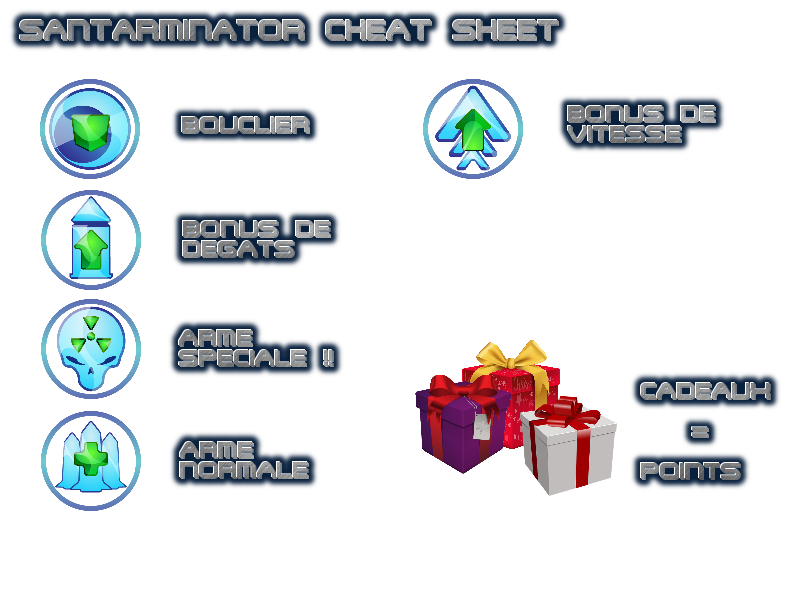 SANTARMINATOR CHEAT SHEET
BOUCLIER
BONUS DE
VITESSE
BONUS DE
DEGATS
ARME
SPECIALE !!
ARME
NORMALE
CADEAUX
=
POINTS